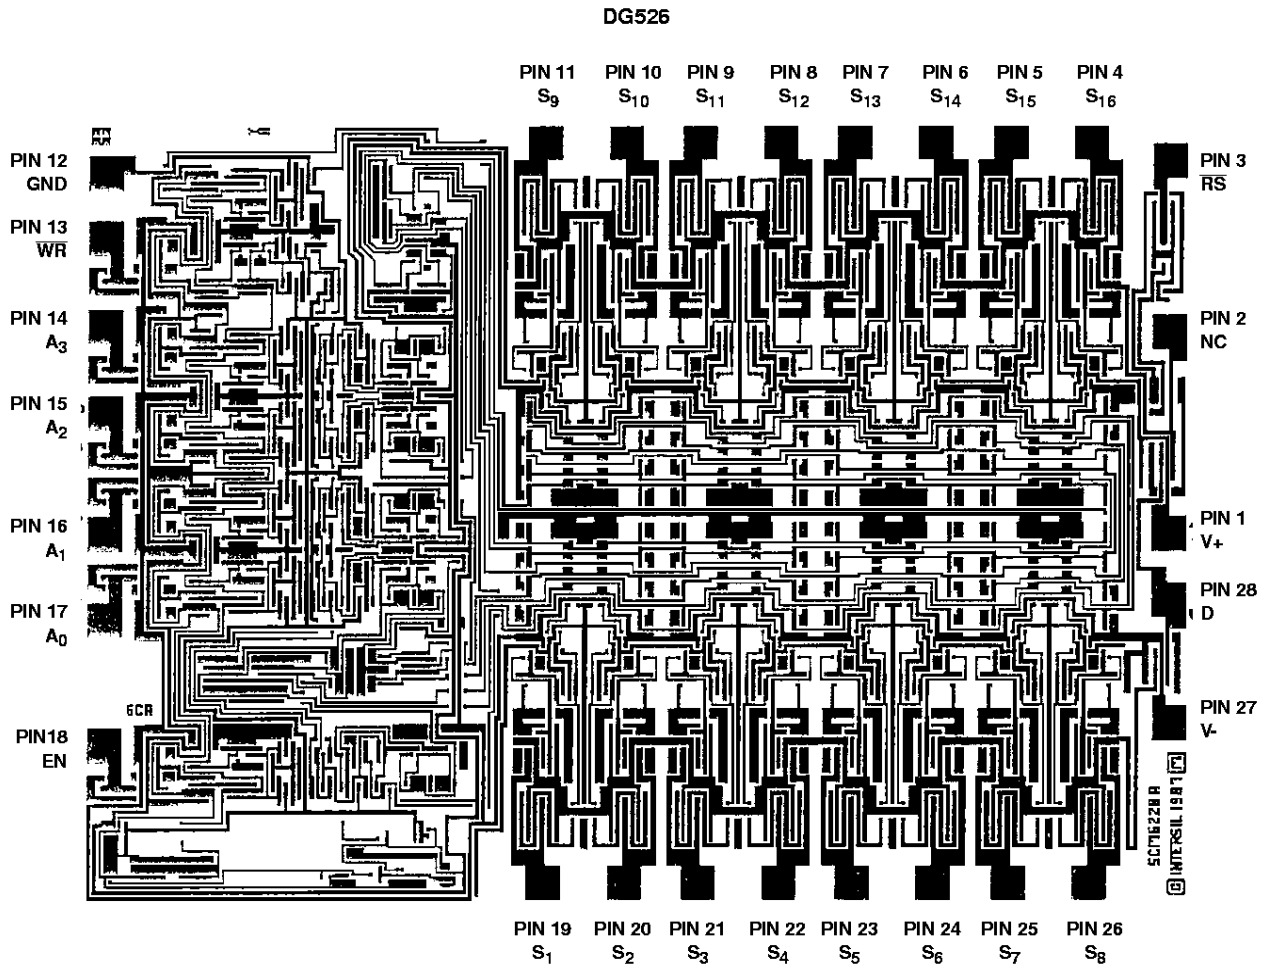 DG526
PIN 11 PIN 10 PIN 9 PIN 8 PIN 7 PIN 6 PIN 5 PIN 4
S9 S10 S11 S12 S13 S14 S15 S16
PIN 12
GND
PIN 13
WR
PIN 14
A3
PIN 15
A2
PIN 16
A1
PIN 17
A0
6CR
PIN18
EN
PIN 3
RS
PIN 2
NC
PIN 1
V+
PIN 28
D
PIN 27
V-
SCM6228A
© INTERSIL 1987 M
PIN 19 PIN 20 PIN 21 PIN 22 PIN 23 PIN 24 PIN 25 PIN 26
S1 S2 S3 S4 S5 S6 S7 S8